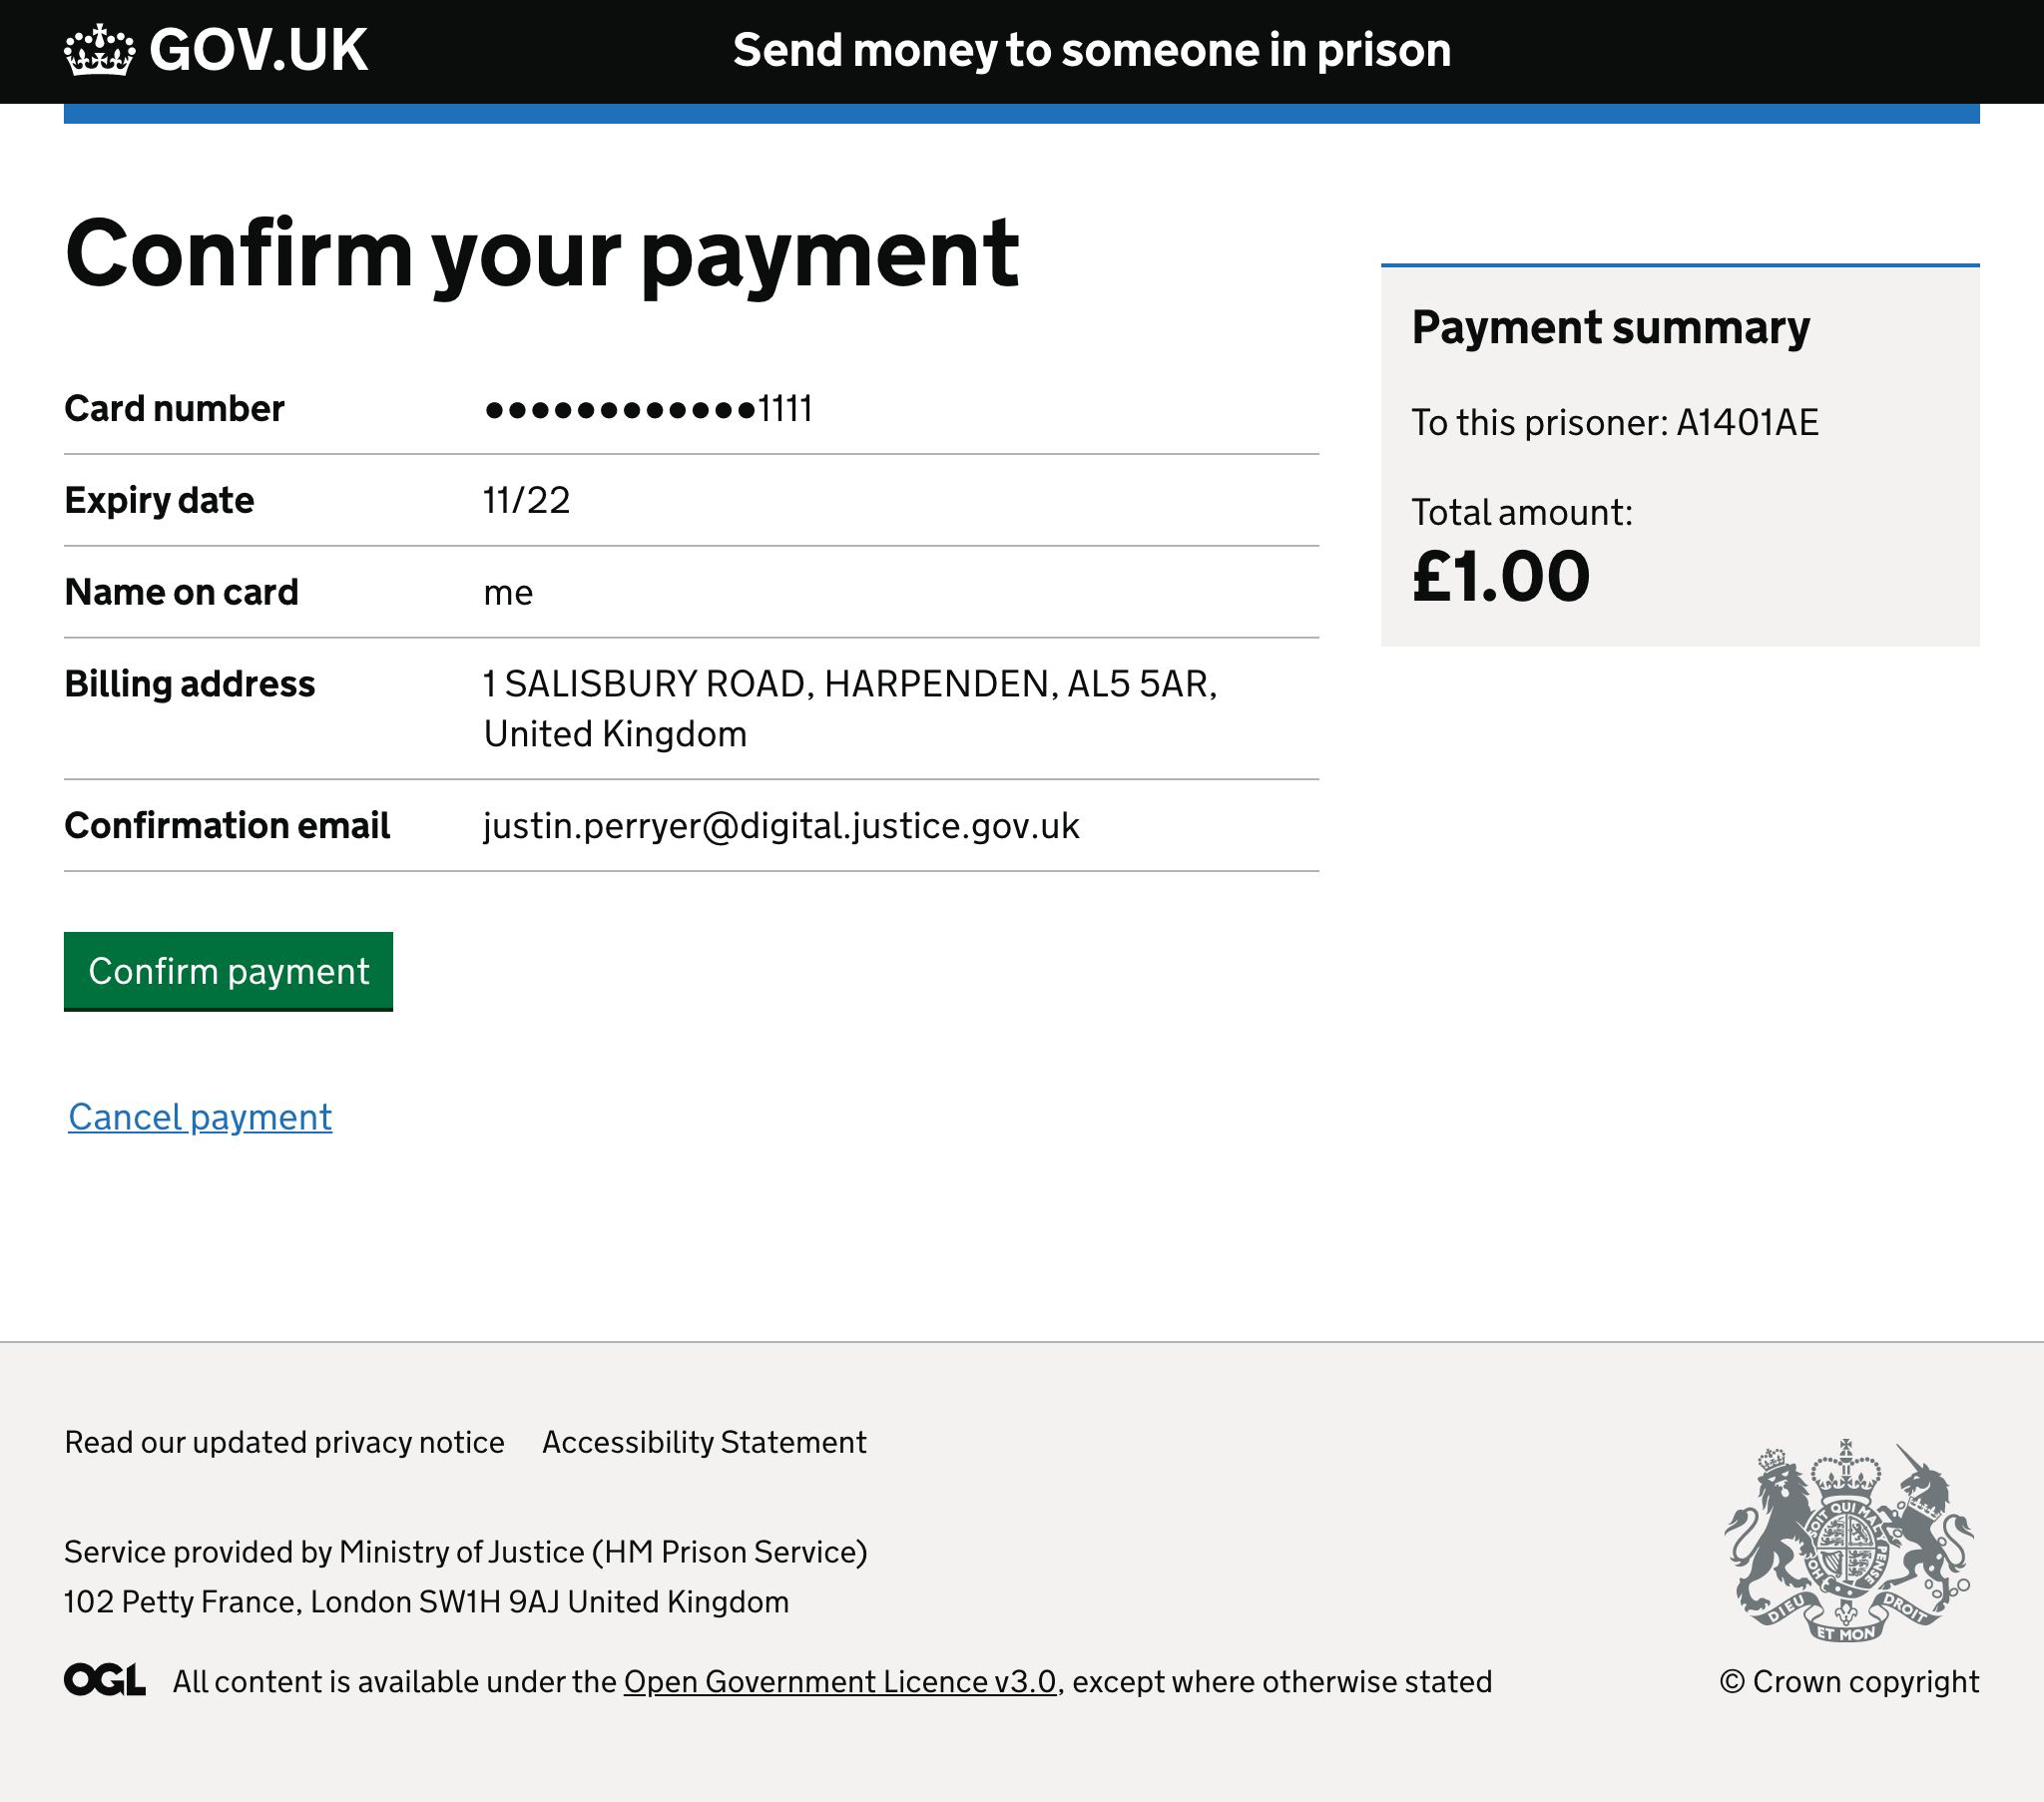 GOV.UK
Send money to someone in prison
Confirm your payment
Card number ●●●●●●●●●●●●1111
Expiry date 11/22
Name on card me
Billing address 1 SALISBURY ROAD, HARPENDEN, AL5 5AR,
United Kingdom
Confirmation email justin.perryer@digital.justice.gov.uk
Confirm payment
Cancel payment
Payment summary
To this prisoner: A1401AE
Total amount:
£1.00
Read our updated privacy notice Accessibility Statement
Service provided by Ministry of Justice (HM Prison Service)
102 Petty France, London SW1H 9AJ United Kingdom
OGL All content is available under the Open Government Licence v3.0, except where otherwise stated
HONI SOIT QUI MAL Y PENSE
DIEU ET MON DROIT
© Crown copyright